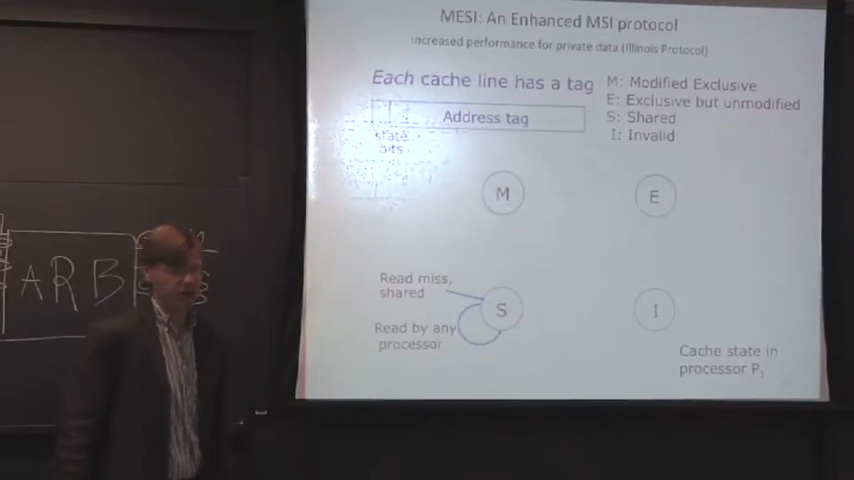 MESI: An Enhanced MSI protocol
increased performance for private data (Illinois Protocol)
Each cache line has a tag
Address tag
state
bits
M: Modified Exclusive
E: Exclusive but unmodified
S: Shared
I: Invalid
M
E
Read miss,
shared
S
I
Read by any
processor
Cache state in
processor P1
ARB